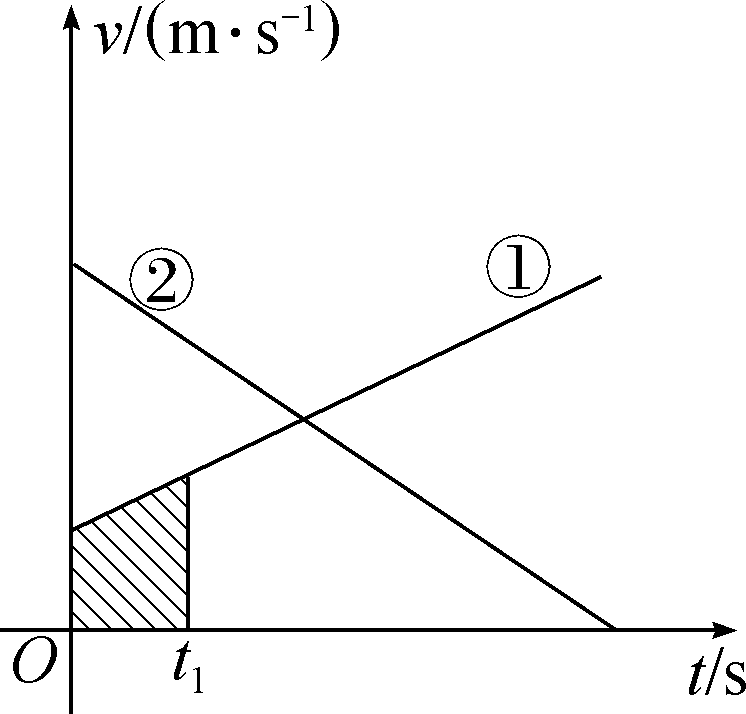 v/(m·s⁻¹)
②
①
O
t₁
t/s